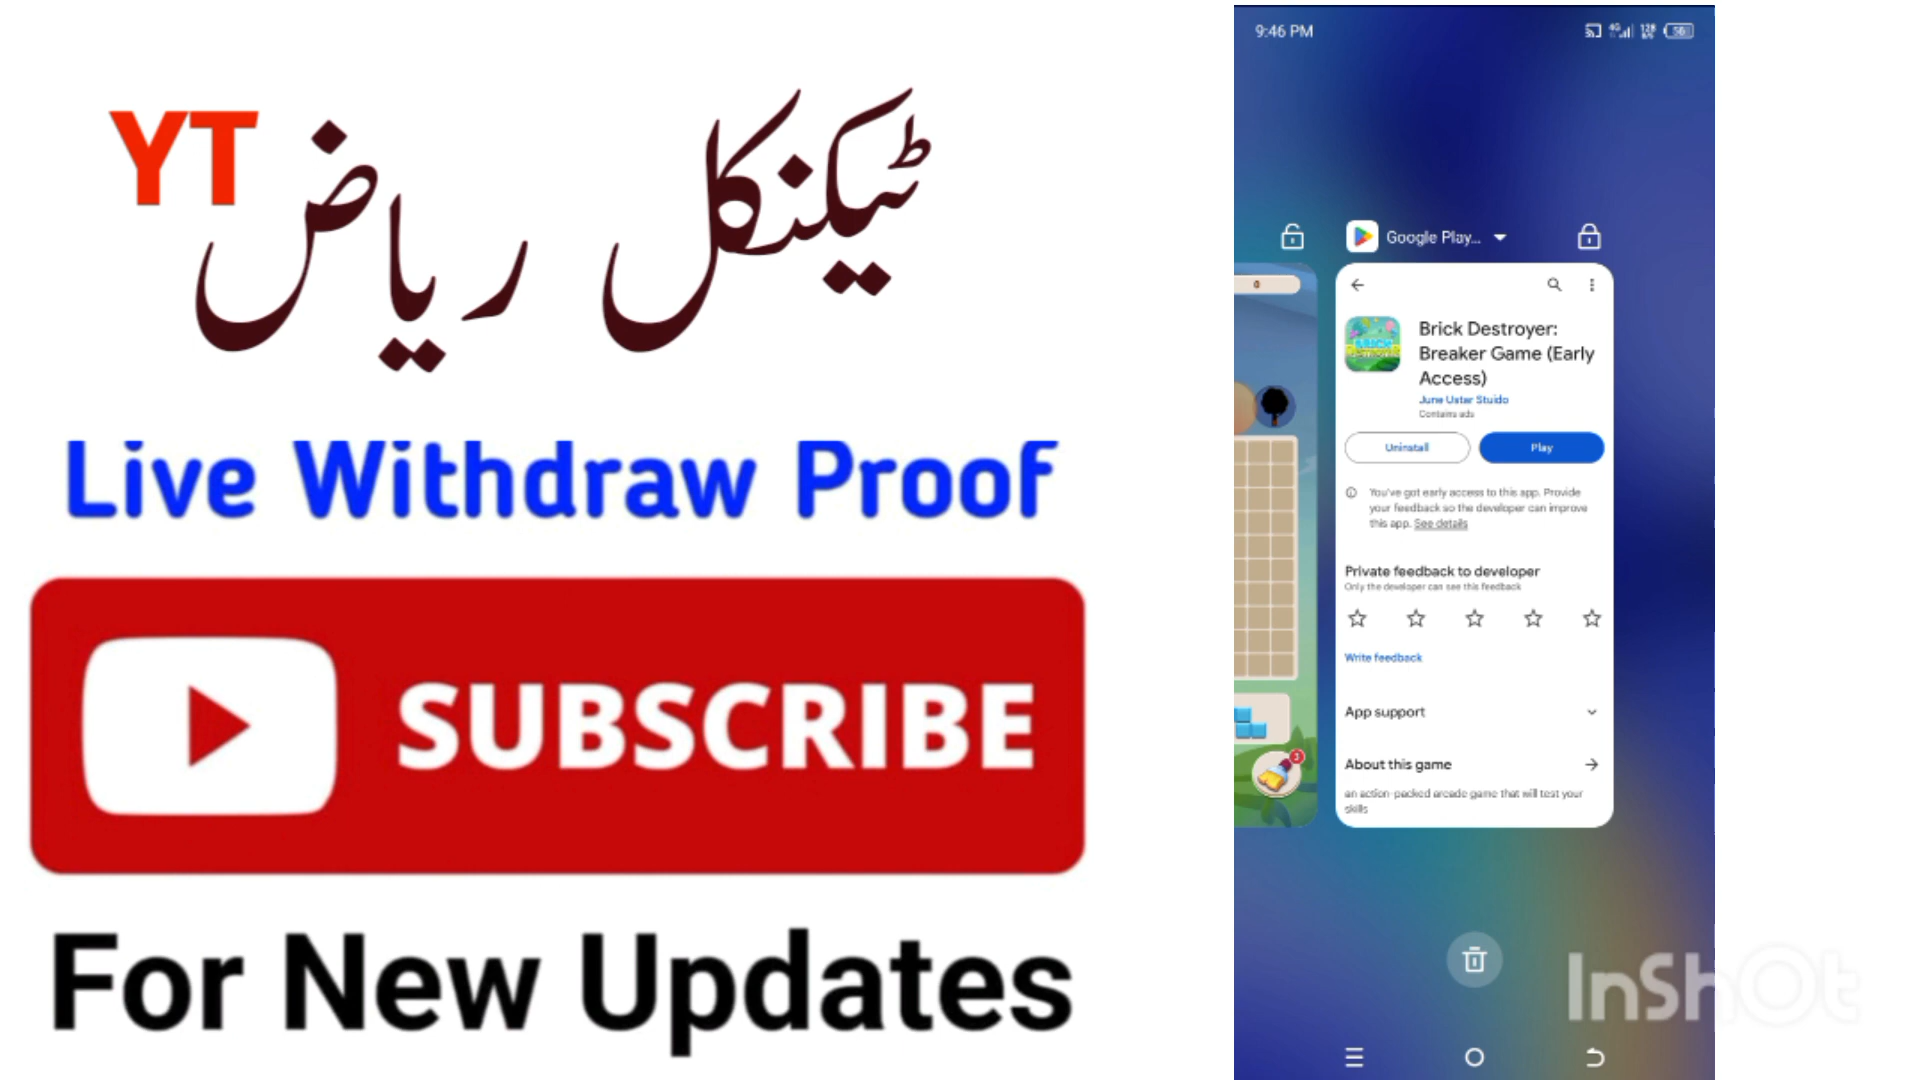 YT ٹیکنکل ریاض
Live Withdraw Proof
SUBSCRIBE
For New Updates
9:46 PM
4G
56
Google Play...
0
Brick Destroyer:
Breaker Game (Early
Access)
June Ustar Stuido
Contains ads
Uninstall
Play
You've got early access to this app. Provide
your feedback so the developer can improve
this app. See details
Private feedback to developer
Only the developer can see this feedback
Write feedback
App support
About this game
an action-packed arcade game that will test your
skills
InShOt